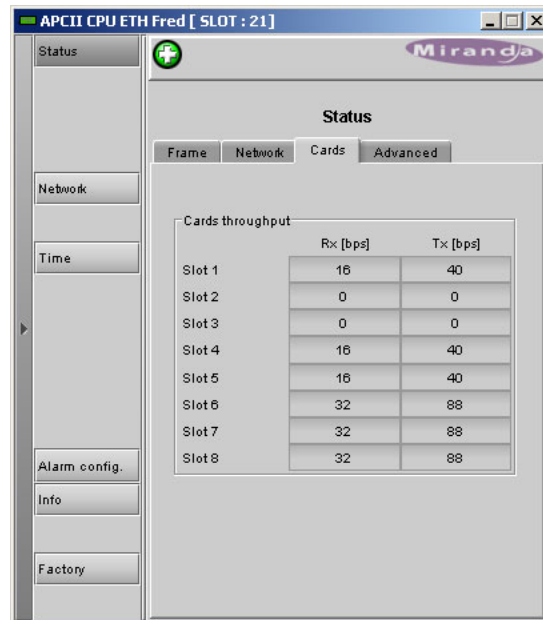 APCII CPU ETH Fred [ SLOT : 21]
Status
Miranda
Status
Frame Network Cards Advanced
Network
Time
Cards throughput
Rx [bps] Tx [bps]
Slot 1 16 40
Slot 2 0 0
Slot 3 0 0
Slot 4 16 40
Slot 5 16 40
Slot 6 32 88
Slot 7 32 88
Slot 8 32 88
Alarm config.
Info
Factory